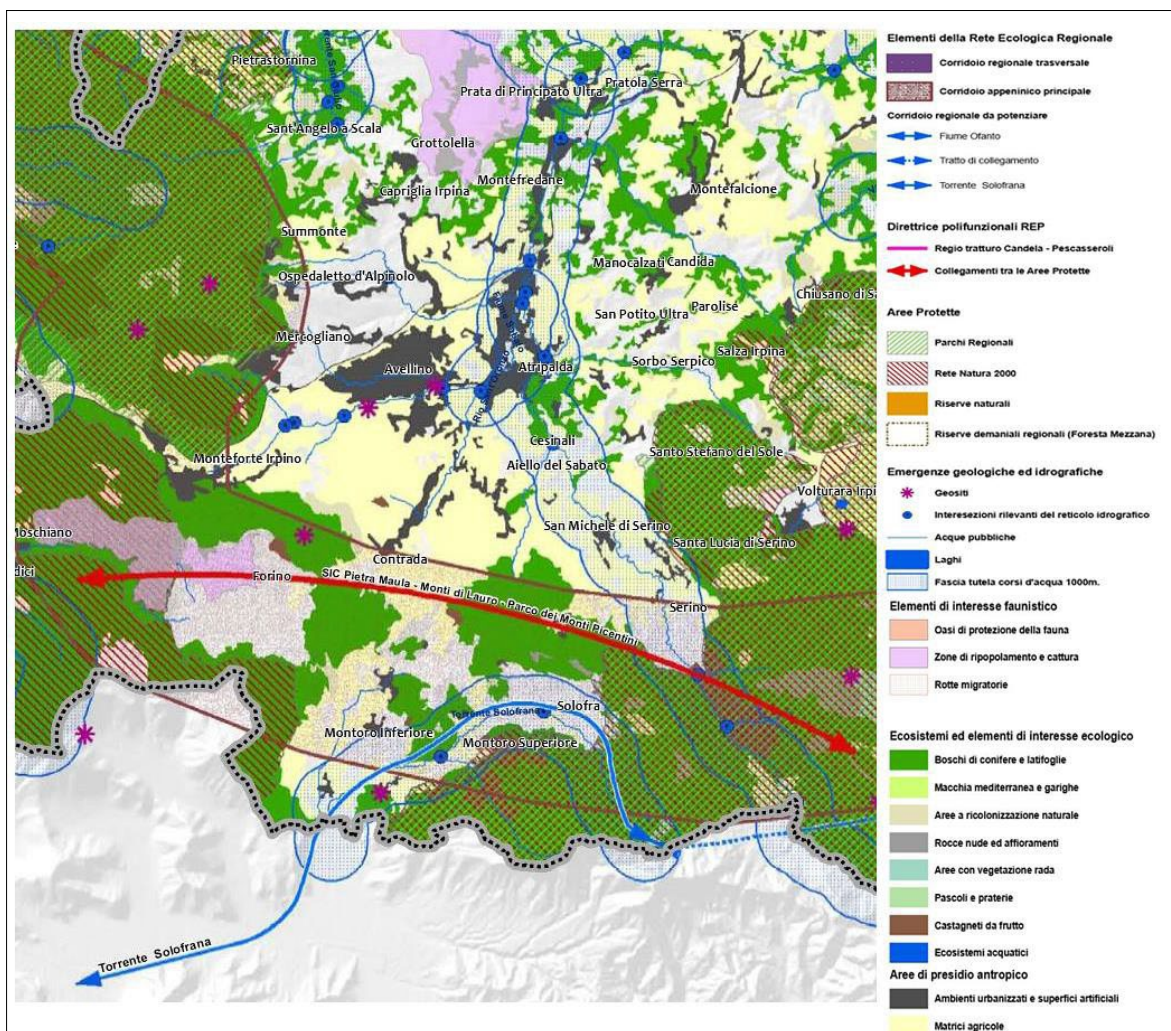 Pietrastornina
Prata di Principato Ultra
Pratola Serra
Sant'Angelo a Scala
Grottolella
Montefredane
Capriglia Irpina
Montefalcione
Summonte
Manocalzati
Candida
Ospedaletto d'Alpinolo
Chiusano di
San Potito Ultra
Parolise
Mercogliano
Salza Irpina
Avellino
Atripalda
Sorbo Serpico
Cesinali
Monteforte Irpino
Aiello del Sabato
Santo Stefano del Sole
Volturara Irpi
San Michele di Serino
Moschiano
Santa Lucia di Serino
Contrada
Forino
SIC Pietra Maula - Monti di Lauro - Parco dei Monti Picentini
Serino
Solofra
Torrente Solofrana
Montoro Inferiore
Montoro Superiore
Torrente Solofrana
Elementi della Rete Ecologica Regionale
Corridoio regionale trasversale
Corridoio appeninico principale
Corridoio regionale da potenziare
Fiume Ofanto
Tratto di collegamento
Torrente Solofrana
Direttrice polifunzionali REP
Regio tratturo Candela - Pescasseroli
Collegamenti tra le Aree Protette
Aree Protette
Parchi Regionali
Rete Natura 2000
Riserve naturali
Riserve demaniali regionali (Foresta Mezzana)
Emergenze geologiche ed idrografiche
Geositi
Interesezioni rilevanti del reticolo idrografico
Acque pubbliche
Laghi
Fascia tutela corsi d'acqua 1000m.
Elementi di interesse faunistico
Oasi di protezione della fauna
Zone di ripopolamento e cattura
Rotte migratorie
Ecosistemi ed elementi di interesse ecologico
Boschi di conifere e latifoglie
Macchia mediterranea e garighe
Aree a ricolonizzazione naturale
Rocce nude ed affioramenti
Aree con vegetazione rada
Pascoli e praterie
Castagneti da frutto
Ecosistemi acquatici
Aree di presidio antropico
Ambienti urbanizzati e superfici artificiali
Matrici agricole